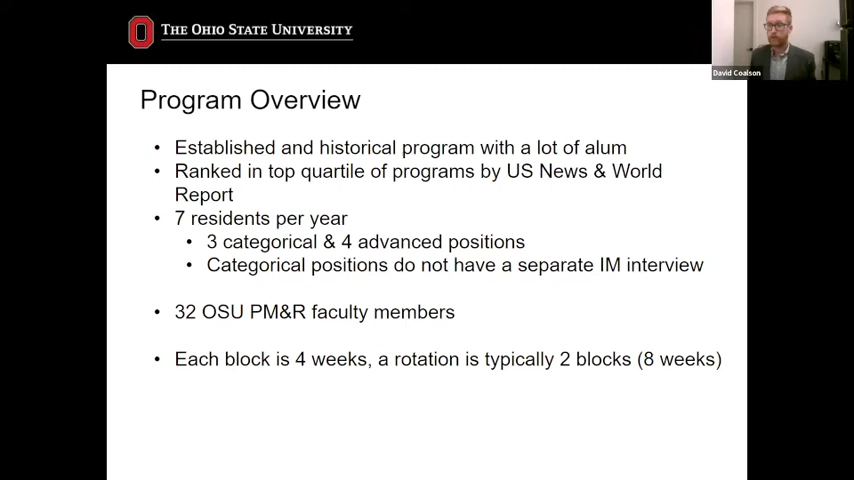 THE OHIO STATE UNIVERSITY
David Coalson
Program Overview
• Established and historical program with a lot of alum
• Ranked in top quartile of programs by US News & World
Report
• 7 residents per year
• 3 categorical & 4 advanced positions
• Categorical positions do not have a separate IM interview
• 32 OSU PM&R faculty members
• Each block is 4 weeks, a rotation is typically 2 blocks (8 weeks)